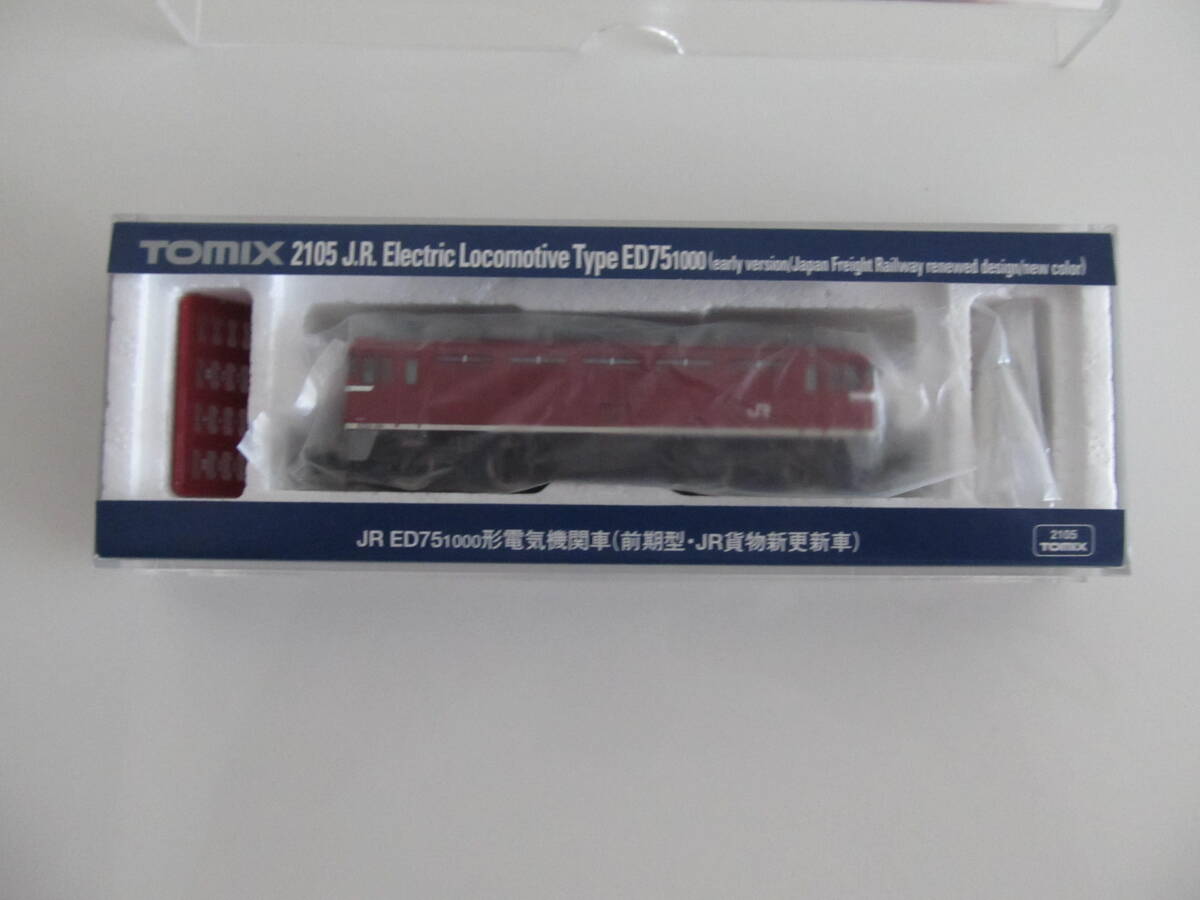 TOMIX 2105 J.R. Electric Locomotive Type ED751000 (early version/Japan Freight Railway renewed design/new color)
JR
JR ED751000形電気機関車(前期型・JR貨物新更新車)
2105
TOMIX